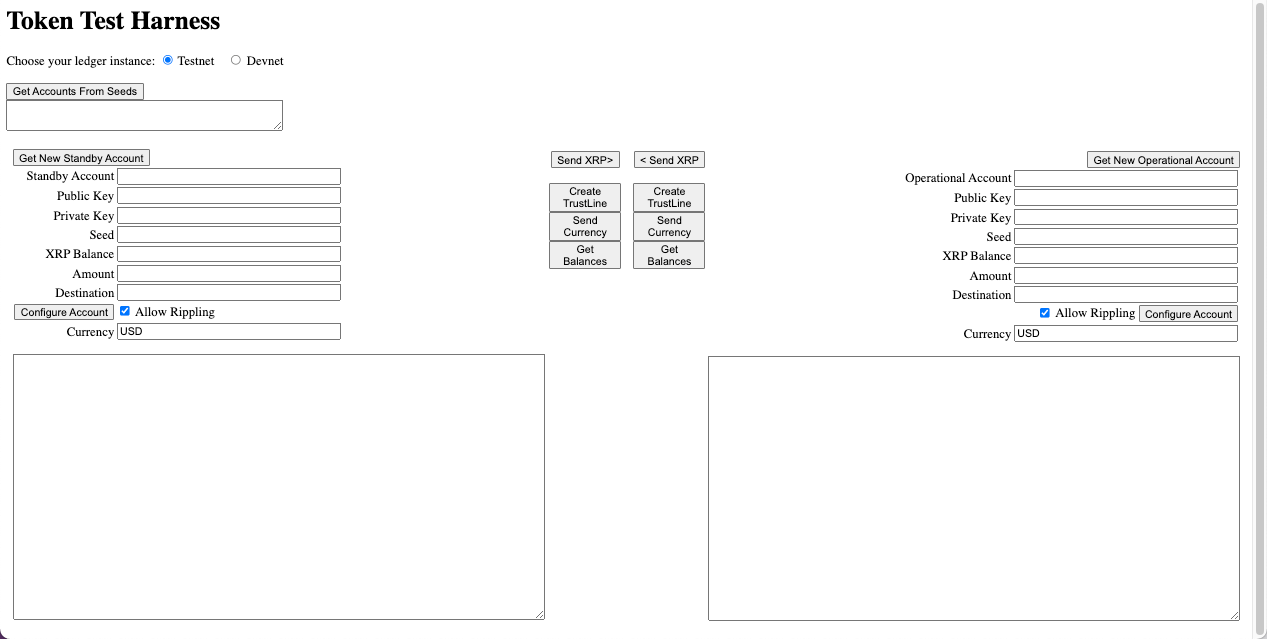 Token Test Harness
Choose your ledger instance: Testnet Devnet
Get Accounts From Seeds
Get New Standby Account
Standby Account
Public Key
Private Key
Seed
XRP Balance
Amount
Destination
Configure Account Allow Rippling
Currency USD
Send XRP> < Send XRP
Create TrustLine
Create TrustLine
Send Currency
Send Currency
Get Balances
Get Balances
Get New Operational Account
Operational Account
Public Key
Private Key
Seed
XRP Balance
Amount
Destination
Allow Rippling Configure Account
Currency USD